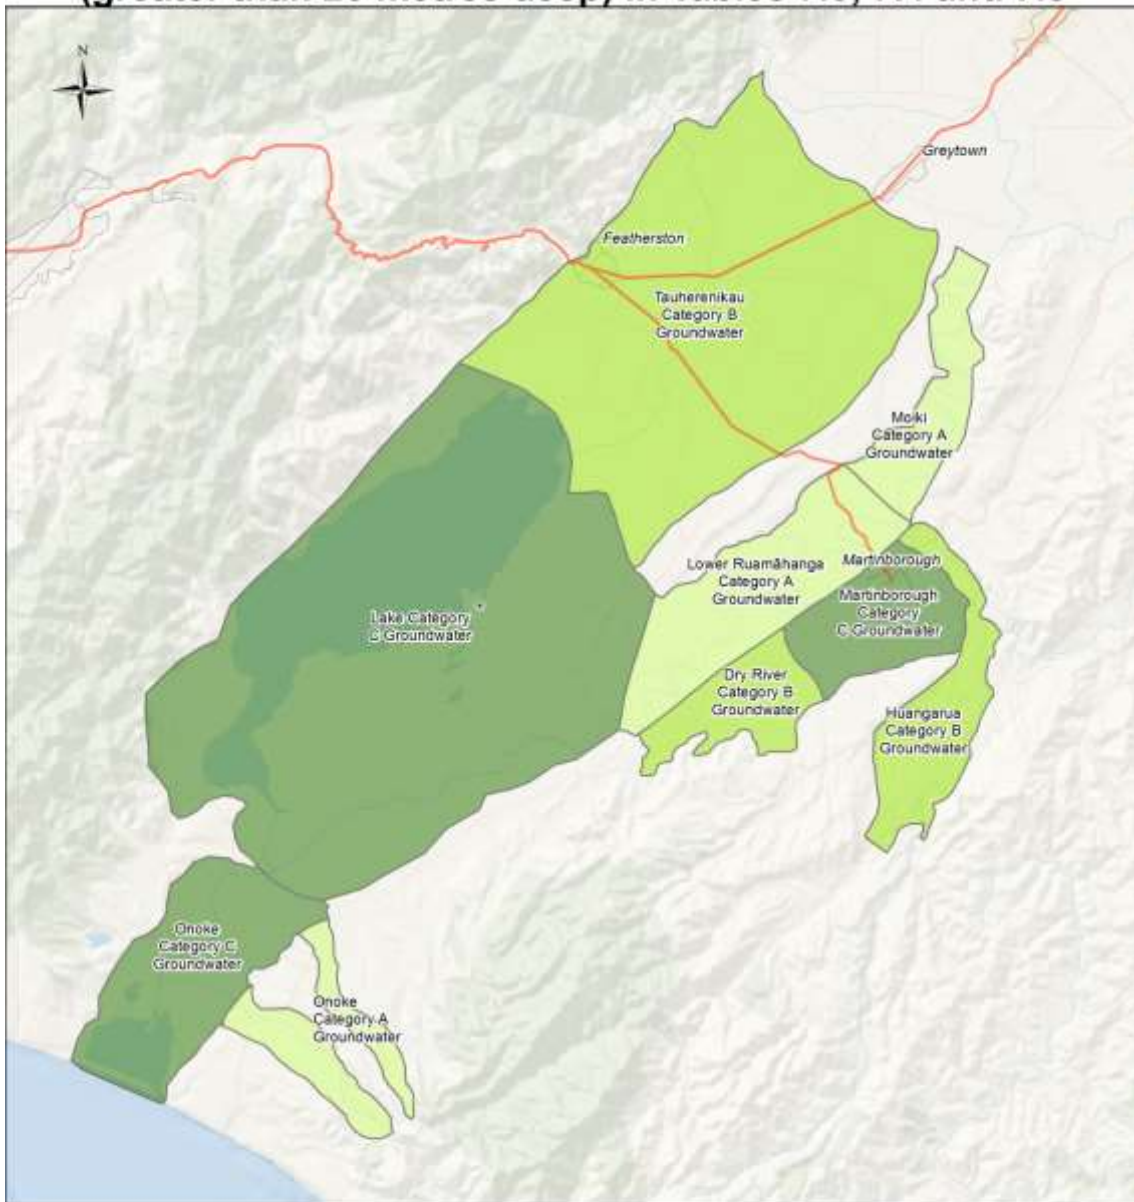 N
Greytown
Featherston
Tauherenikau
Category B
Groundwater
Moiki
Category A
Groundwater
Lower Ruamāhanga
Category A
Groundwater
Martinborough
Martinborough
Category
C Groundwater
Lake Category
C Groundwater
Dry River
Category B
Groundwater
Huangarua
Category B
Groundwater
Onoke
Category C
Groundwater
Onoke
Category A
Groundwater